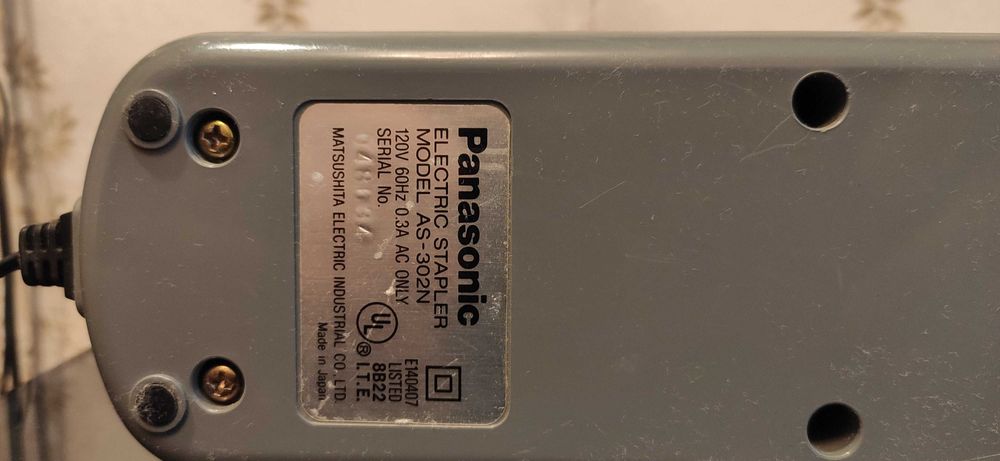 Panasonic
ELECTRIC STAPLER
MODEL AS-302N
120V 60Hz 0.3A AC ONLY
SERIAL No.
MATSUSHITA ELECTRIC INDUSTRIAL CO. LTD.
Made in Japan
UL ® I.T.E.
E140407
LISTED
8B22